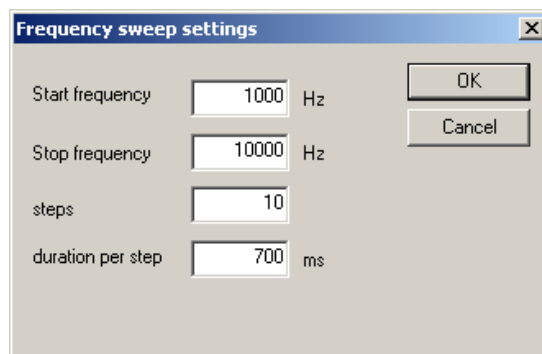 Frequency sweep settings
Start frequency 1000 Hz
OK
Stop frequency 10000 Hz
Cancel
steps 10
duration per step 700 ms